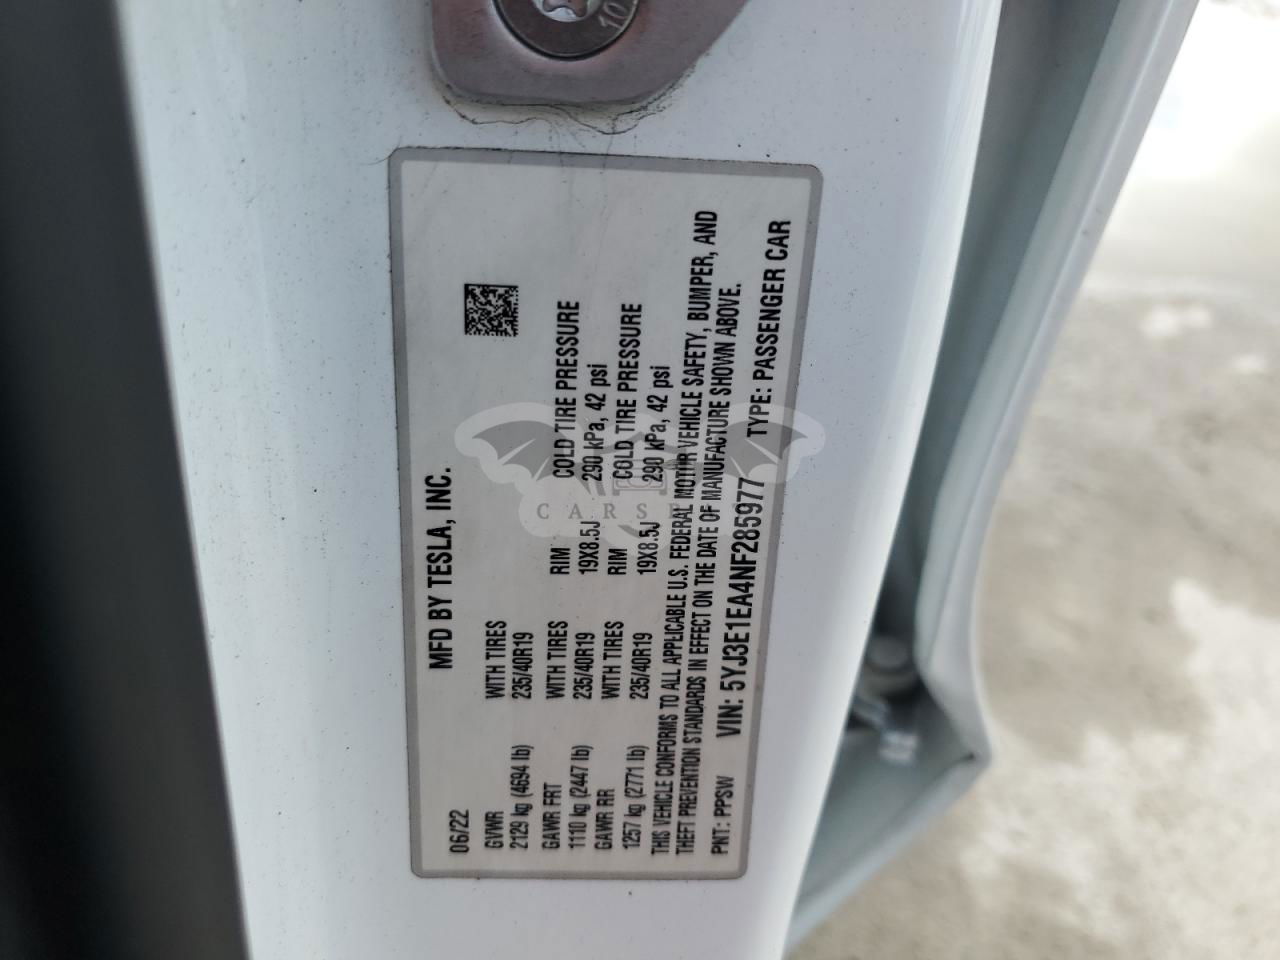 10
MFD BY TESLA, INC.
06/22
GVWR WITH TIRES RIM COLD TIRE PRESSURE
2129 kg (4694 lb) 235/40R19 19X8.5J 290 kPa, 42 psi
GAWR FRT WITH TIRES RIM COLD TIRE PRESSURE
1110 kg (2447 lb) 235/40R19 19X8.5J 290 kPa, 42 psi
GAWR RR WITH TIRES
1257 kg (2771 lb) 235/40R19
THIS VEHICLE CONFORMS TO ALL APPLICABLE U.S. FEDERAL MOTOR VEHICLE SAFETY, BUMPER, AND
THEFT PREVENTION STANDARDS IN EFFECT ON THE DATE OF MANUFACTURE SHOWN ABOVE.
PNT: PPSW VIN: 5YJ3E1EA4NF285977 TYPE: PASSENGER CAR